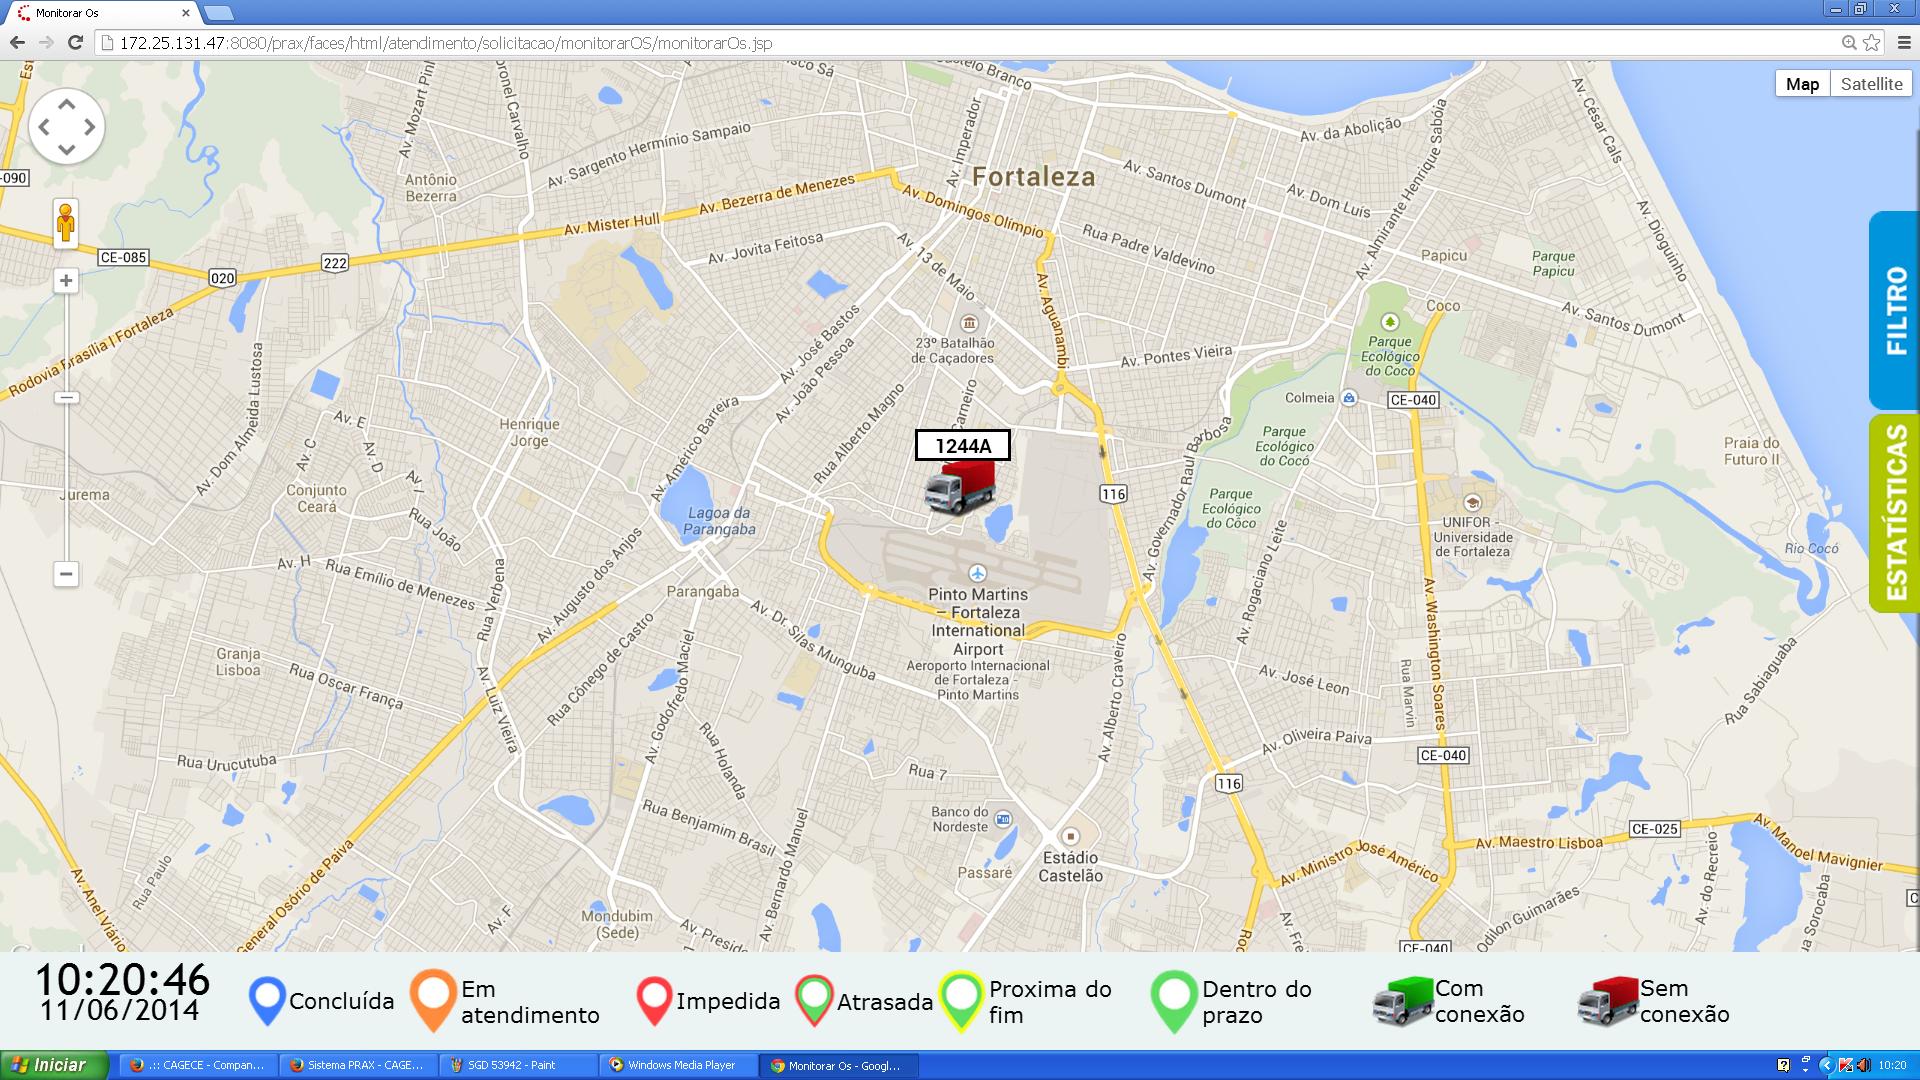 Monitorar Os
172.25.131.47:8080/prax/faces/html/atendimento/solicitacao/monitorarOS/monitorarOs.jsp
Map
Satellite
FILTRO
ESTATÍSTICAS
1244A
Fortaleza
Castelo Branco
Av. Mozart Pinh
Av. Imperador
Av. da Abolição
Av. César Cals
Av. Sargento Hermínio Sampaio
Av. Santos Dumont
Av. Almirante Henrique Sabóia
-090
Antônio
Bezerra
Av. Bezerra de Menezes
Av. Domingos Olímpio
Av. Dom Luís
Av. Dioguinho
Av. Mister Hull
Av. Jovita Feitosa
Av. 13 de Maio
Rua Padre Valdevino
CE-085
020
222
Papicu
Parque
Papicu
Av. Aguanambi
Coco
Av. Santos Dumont
Rodovia Brasília | Fortaleza
Av. José Bastos
Av. João Pessoa
23º Batalhão
de Caçadores
Av. Pontes Vieira
Parque
Ecológico
do Coco
Av. Dom Almeida Lustosa
Colmeia
CE-040
Av. E
Av. C
Av. D
Av. I
Henrique
Jorge
Av. Américo Barreira
Rua Alberto Magno
Carneiro
Av. Governador Raul Barbosa
Parque
Ecológico
do Cocó
Praia do
Futuro II
Jurema
Conjunto
Ceará
Rua João
Lagoa da
Parangaba
116
Parque
Ecológico
do Côco
UNIFOR -
Universidade
de Fortaleza
Rio Cocó
Av. H
Rua Emílio de Menezes
Rua Verbena
Av. Augusto dos Anjos
Parangaba
Av. Dr. Silas Munguba
Pinto Martins
– Fortaleza
International
Airport
Aeroporto Internacional
de Fortaleza -
Pinto Martins
Av. Rogaciano Leite
Av. Washington Soares
Granja
Lisboa
Rua Oscar França
Av. Luiz Vieira
Rua Cônego de Castro
Av. Godofredo Maciel
Av. Alberto Craveiro
Av. José Leon
Rua Marvin
Rua Sabiaguaba
Rua Urucutuba
Rua Holanda
Rua 7
Av. Oliveira Paiva
CE-040
116
Rua Benjamim Brasil
Banco do
Nordeste
CE-025
Av. Maestro Lisboa
Av. Manoel Mavignier
Estádio
Castelão
Passaré
Av. Ministro José Américo
Rua Paulo
Av. Anel Viário
General Osório de Paiva
Av. F
Mondubim
(Sede)
Av. Preside
Av. Bernardo Manuel
Av. Fre
Odilon Guimarães
Av. do Recreio
Rua Sorocaba
CE-040
10:20:46
11/06/2014
Concluída
Em
atendimento
Impedida
Atrasada
Proxima do
fim
Dentro do
prazo
Com
conexão
Sem
conexão
Iniciar
.:: CAGECE - Compan...
Sistema PRAX - CAGE...
SGD 53942 - Paint
Windows Media Player
Monitorar Os - Googl...
10:20